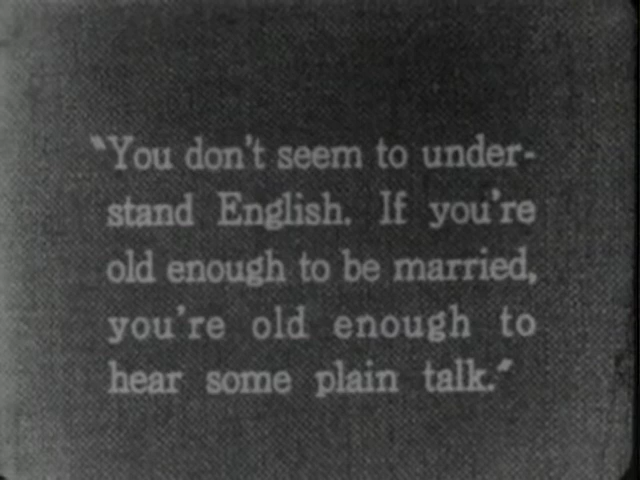 "You don't seem to under-
stand English. If you're
old enough to be married,
you're old enough to
hear some plain talk."